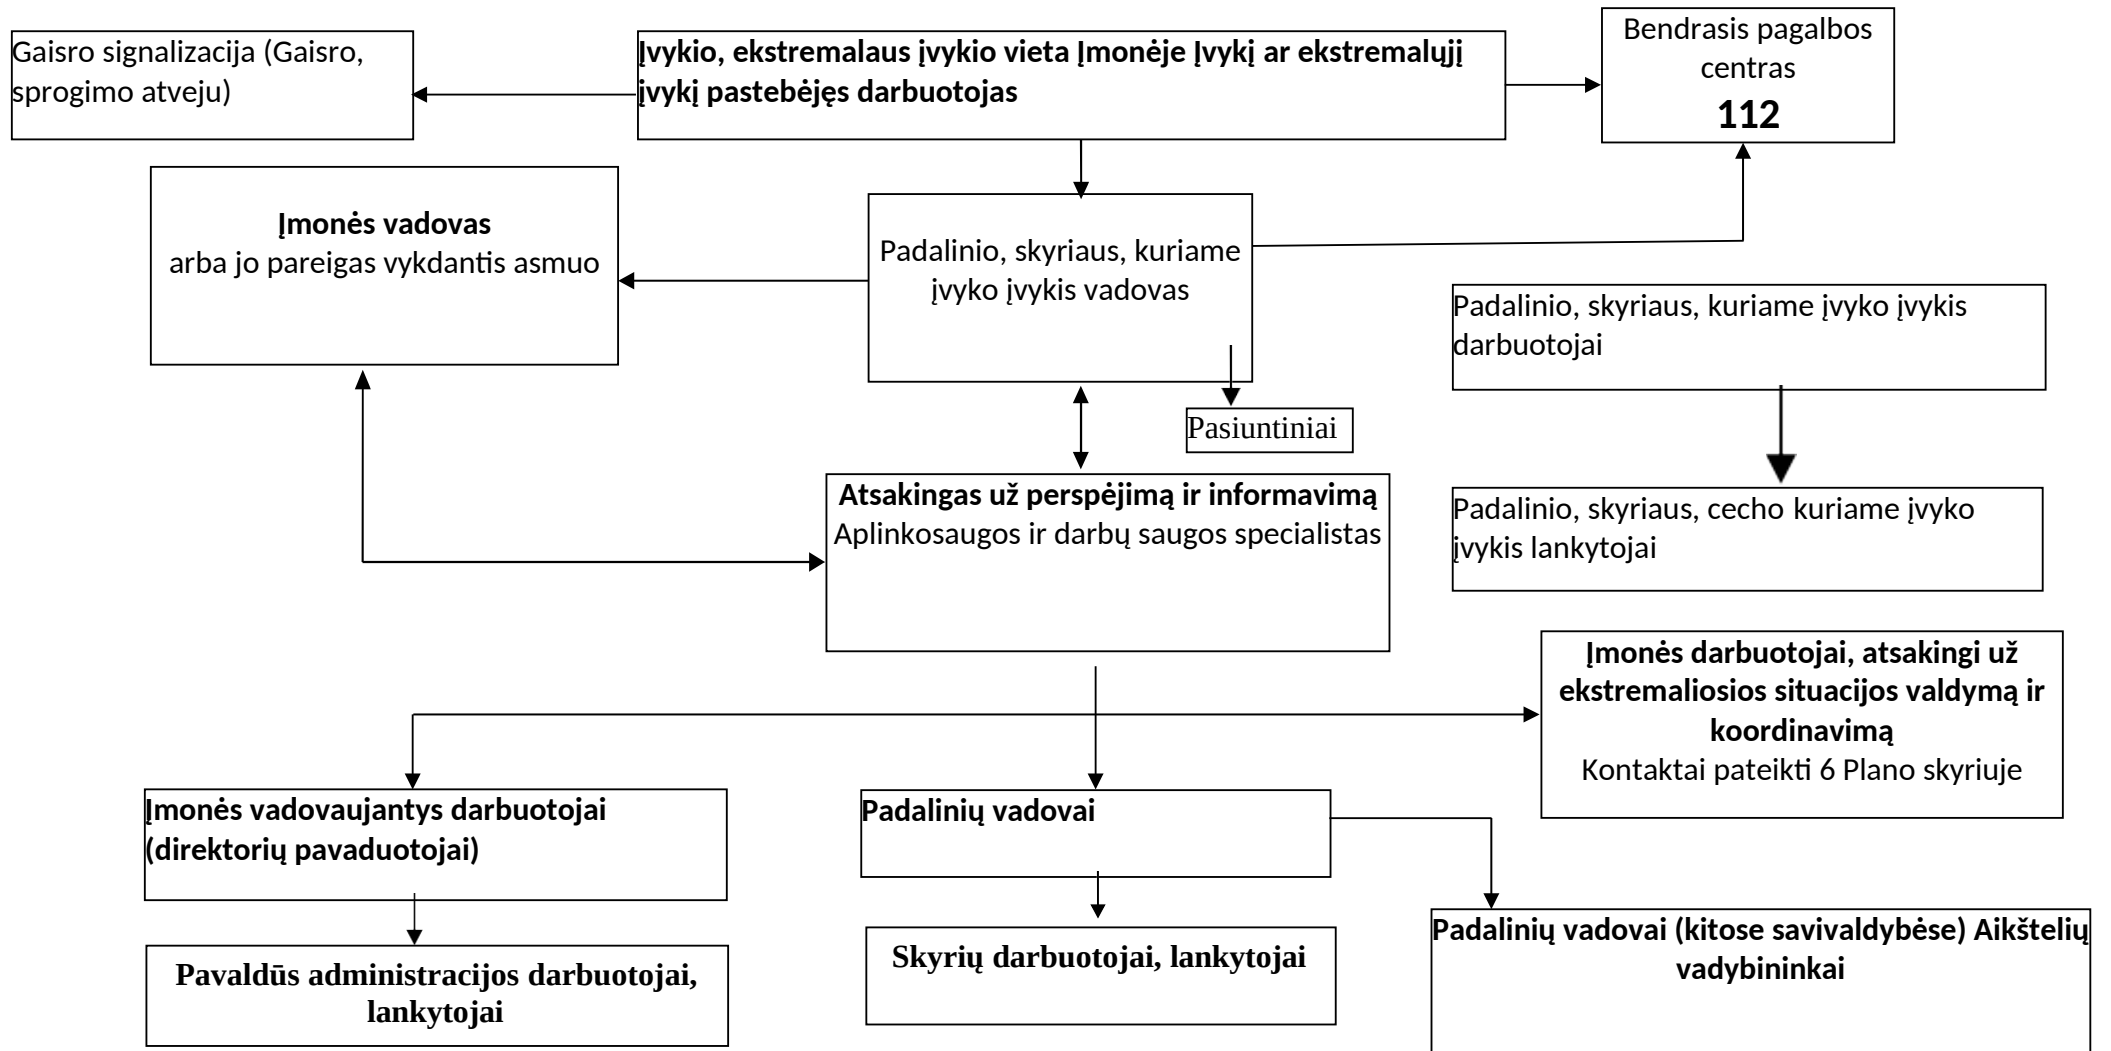 Gaisro signalizacija (Gaisro,
sprogimo atveju)
Įvykio, ekstremalaus įvykio vieta Įmonėje Įvykį ar ekstremalųjį
įvykį pastebėjęs darbuotojas
Bendrasis pagalbos
centras
112
Įmonės vadovas
arba jo pareigas vykdantis asmuo
Padalinio, skyriaus, kuriame
įvyko įvykis vadovas
Padalinio, skyriaus, kuriame įvyko įvykis
darbuotojai
Pasiuntiniai
Atsakingas už perspėjimą ir informavimą
Aplinkosaugos ir darbų saugos specialistas
Padalinio, skyriaus, cecho kuriame įvyko
įvykis lankytojai
Įmonės darbuotojai, atsakingi už
ekstremaliosios situacijos valdymą ir
koordinavimą
Kontaktai pateikti 6 Plano skyriuje
Įmonės vadovaujantys darbuotojai
(direktorių pavaduotojai)
Padalinių vadovai
Padalinių vadovai (kitose savivaldybėse) Aikštelių
vadybininkai
Pavaldūs administracijos darbuotojai,
lankytojai
Skyrių darbuotojai, lankytojai